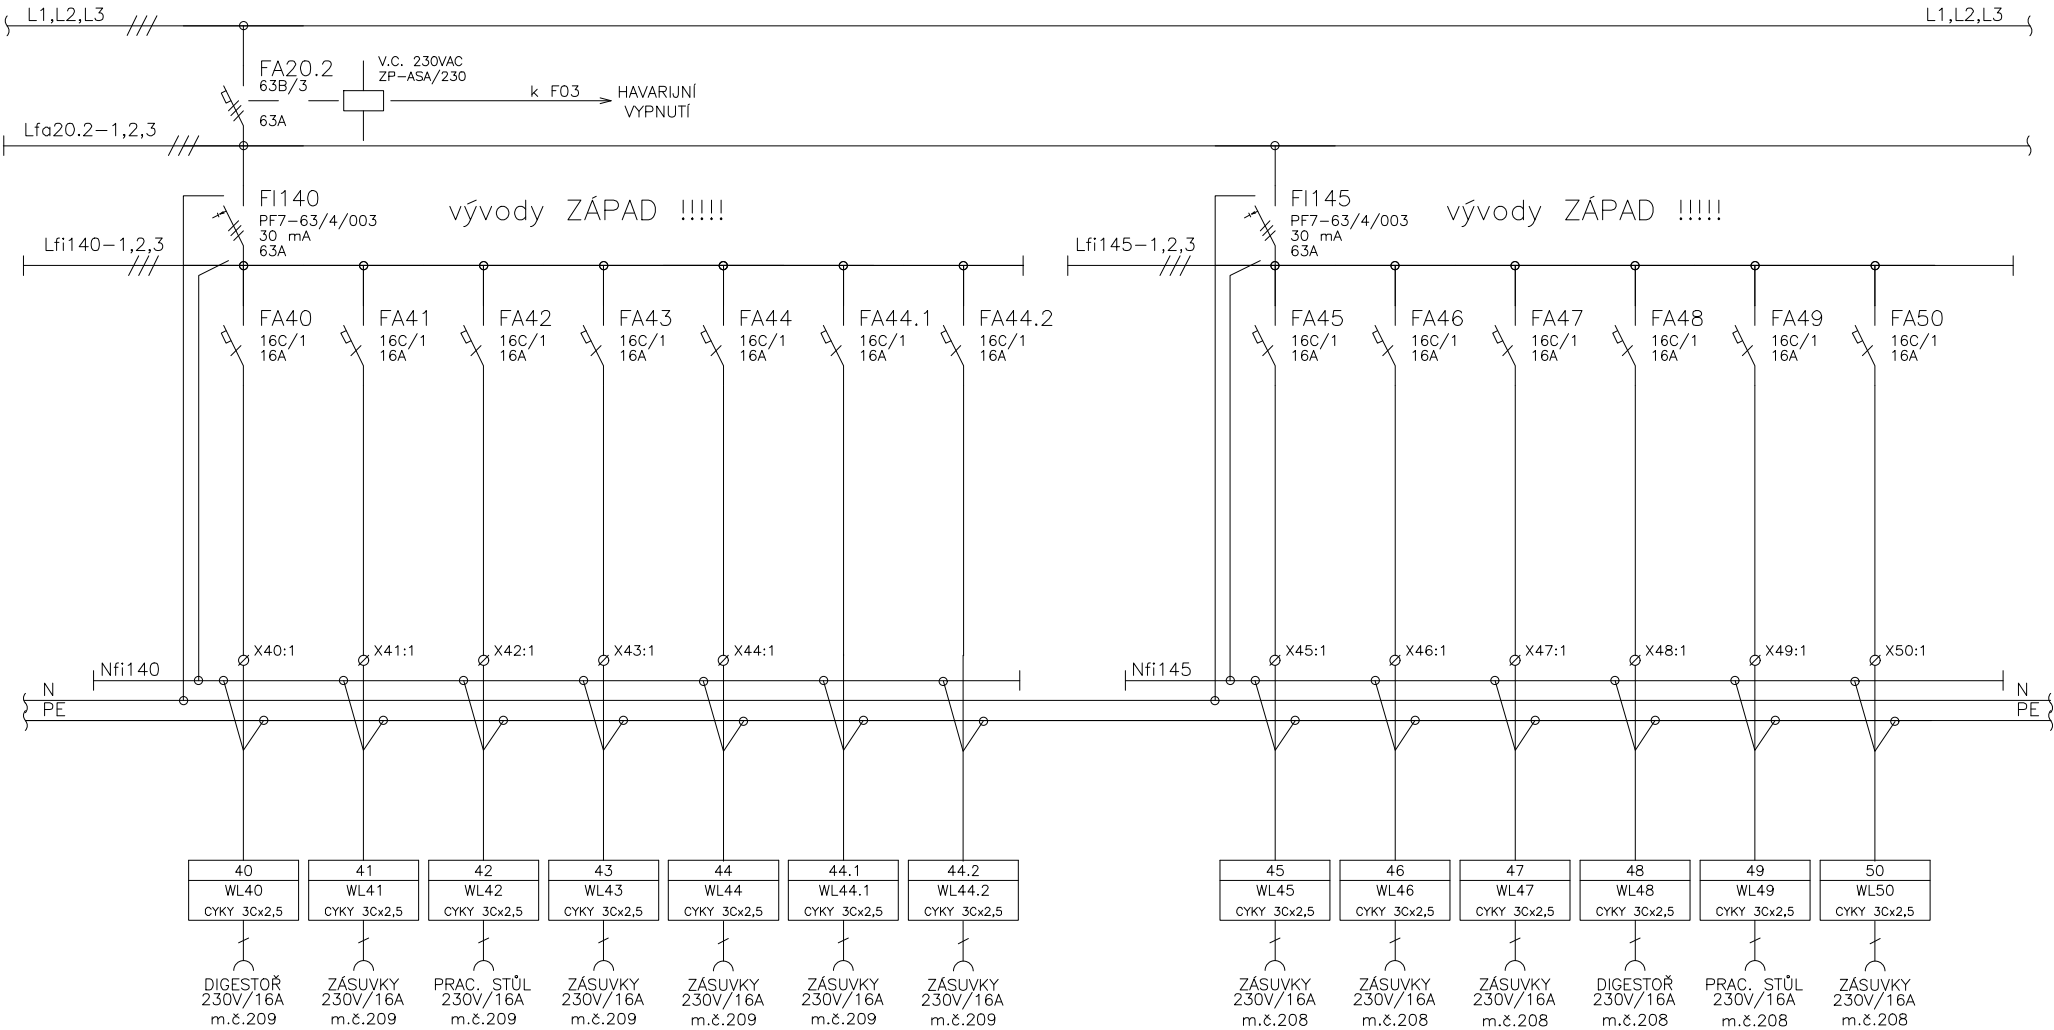 L1,L2,L3
L1,L2,L3
FA20.2
63B/3
63A
V.C. 230VAC
ZP-ASA/230
k F03
HAVARIJNÍ
VYPNUTÍ
Lfa20.2-1,2,3
FI140
PF7-63/4/003
30 mA
63A
vývody ZÁPAD !!!!!
FI145
PF7-63/4/003
30 mA
63A
vývody ZÁPAD !!!!!
Lfi140-1,2,3
Lfi145-1,2,3
FA40
16C/1
16A
FA41
16C/1
16A
FA42
16C/1
16A
FA43
16C/1
16A
FA44
16C/1
16A
FA44.1
16C/1
16A
FA44.2
16C/1
16A
FA45
16C/1
16A
FA46
16C/1
16A
FA47
16C/1
16A
FA48
16C/1
16A
FA49
16C/1
16A
FA50
16C/1
16A
X40:1
X41:1
X42:1
X43:1
X44:1
X45:1
X46:1
X47:1
X48:1
X49:1
X50:1
Nfi140
Nfi145
N
PE
N
PE
40
WL40
CYKY 3Cx2,5
41
WL41
CYKY 3Cx2,5
42
WL42
CYKY 3Cx2,5
43
WL43
CYKY 3Cx2,5
44
WL44
CYKY 3Cx2,5
44.1
WL44.1
CYKY 3Cx2,5
44.2
WL44.2
CYKY 3Cx2,5
45
WL45
CYKY 3Cx2,5
46
WL46
CYKY 3Cx2,5
47
WL47
CYKY 3Cx2,5
48
WL48
CYKY 3Cx2,5
49
WL49
CYKY 3Cx2,5
50
WL50
CYKY 3Cx2,5
DIGESTOŘ
230V/16A
m.č.209
ZÁSUVKY
230V/16A
m.č.209
PRAC. STŮL
230V/16A
m.č.209
ZÁSUVKY
230V/16A
m.č.209
ZÁSUVKY
230V/16A
m.č.209
ZÁSUVKY
230V/16A
m.č.209
ZÁSUVKY
230V/16A
m.č.209
ZÁSUVKY
230V/16A
m.č.208
ZÁSUVKY
230V/16A
m.č.208
ZÁSUVKY
230V/16A
m.č.208
DIGESTOŘ
230V/16A
m.č.208
PRAC. STŮL
230V/16A
m.č.208
ZÁSUVKY
230V/16A
m.č.208